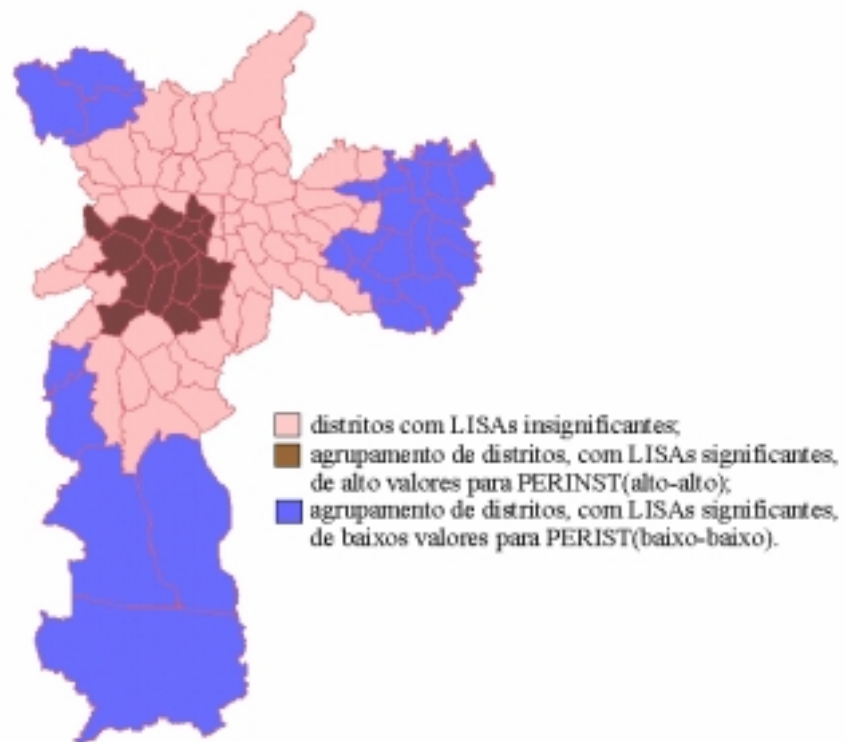 distritos com LISAs insignificantes;
agrupamento de distritos, com LISAs significantes,
de alto valores para PERINST(alto-alto);
agrupamento de distritos, com LISAs significantes,
de baixos valores para PERIST(baixo-baixo).